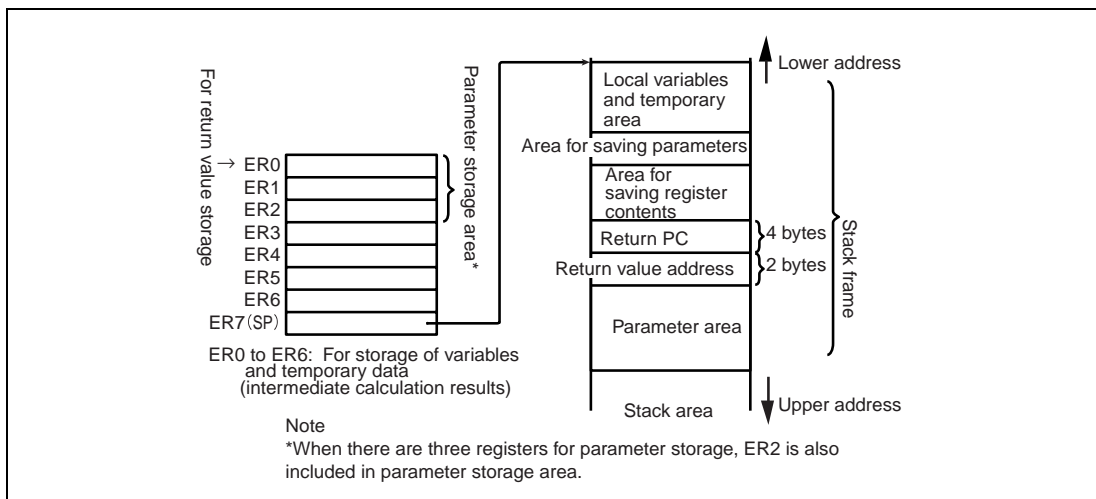 For return value storage
→ ER0
ER1
ER2
ER3
ER4
ER5
ER6
ER7(SP)
Parameter storage area*
ER0 to ER6: For storage of variables
and temporary data
(intermediate calculation results)
Lower address
Local variables
and temporary
area
Area for saving parameters
Area for
saving register
contents
Return PC
4 bytes
Return value address
2 bytes
Parameter area
Stack frame
Stack area
Upper address
Note
*When there are three registers for parameter storage, ER2 is also
included in parameter storage area.